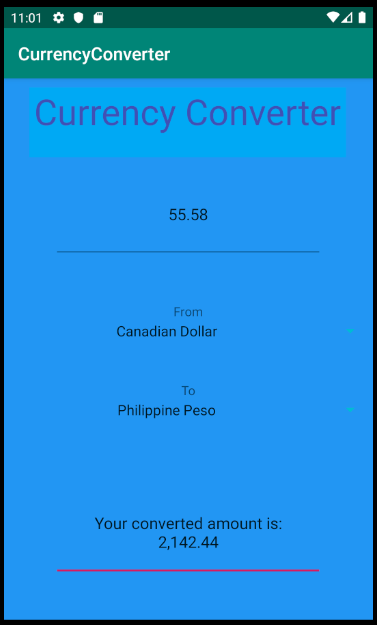 11:01
CurrencyConverter
Currency Converter
55.58
From
Canadian Dollar
To
Philippine Peso
Your converted amount is:
2,142.44